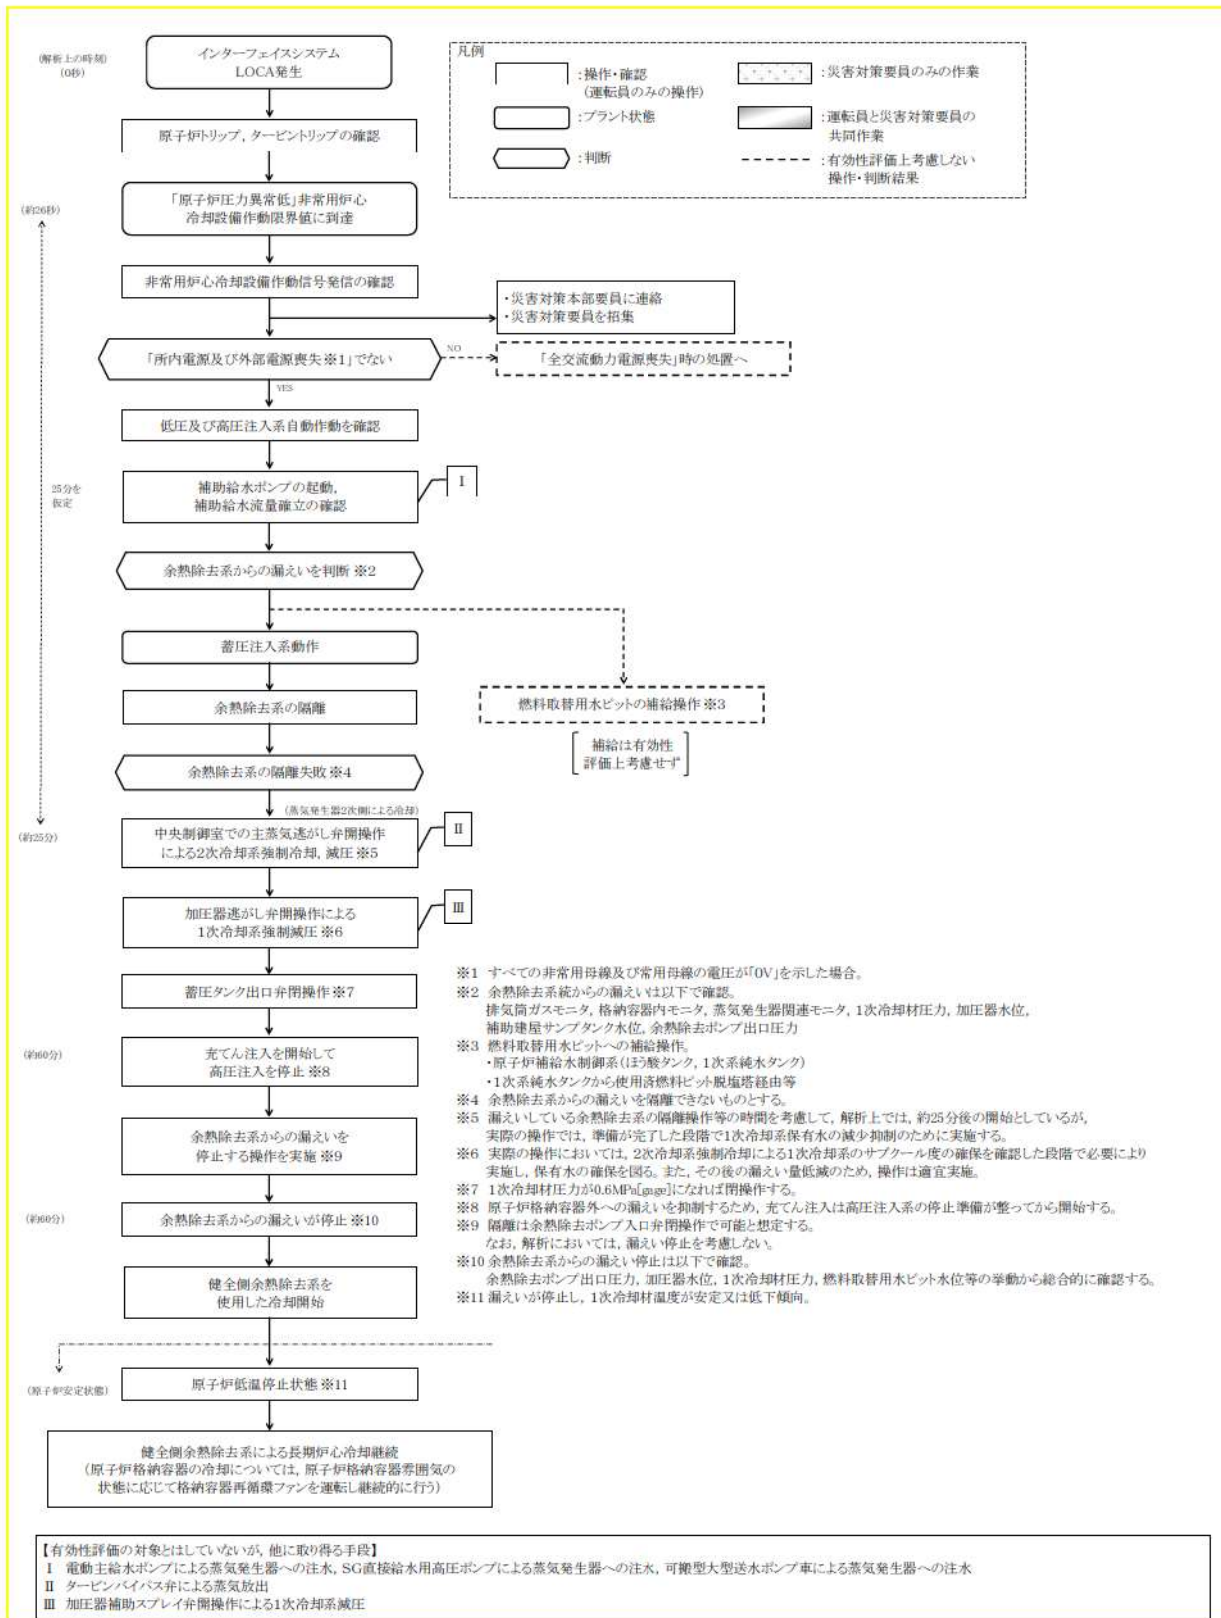 (解析上の時刻)
(0秒)
インターフェイスシステム
LOCA発生
凡例
:操作・確認
(運転員のみの操作)
:災害対策要員のみの作業
:プラント状態
:運転員と災害対策要員の
共同作業
:判断
:有効性評価上考慮しない
操作・判断結果
原子炉トリップ，タービントリップの確認
(約26秒)
「原子炉圧力異常低」非常用炉心
冷却設備作動限界値に到達
非常用炉心冷却設備作動信号発信の確認
・災害対策本部要員に連絡
・災害対策要員を招集
「所内電源及び外部電源喪失※1」でない
NO
「全交流動力電源喪失」時の処置へ
YES
低圧及び高圧注入系自動作動を確認
25分を
仮定
補助給水ポンプの起動，
補助給水流量確立の確認
Ⅰ
余熱除去系からの漏えいを判断※2
蓄圧注入系動作
余熱除去系の隔離
燃料取替用水ピットの補給操作※3
補給は有効性
評価上考慮せず
余熱除去系の隔離失敗※4
(蒸気発生器2次側による冷却)
(約25分)
中央制御室での主蒸気逃がし弁開操作
による2次冷却系強制冷却，減圧※5
Ⅱ
加圧器逃がし弁開操作による
1次冷却系強制減圧※6
Ⅲ
蓄圧タンク出口弁閉操作※7
(約60分)
充てん注入を開始して
高圧注入を停止※8
余熱除去系からの漏えいを
停止する操作を実施※9
(約60分)
余熱除去系からの漏えいが停止※10
健全側余熱除去系を
使用した冷却開始
(原子炉安定状態)
原子炉低温停止状態※11
健全側余熱除去系による長期炉心冷却継続
(原子炉格納容器の冷却については，原子炉格納容器雰囲気の
状態に応じて格納容器再循環ファンを運転し継続的に行う)
※1 すべての非常用母線及び常用母線の電圧が「0V」を示した場合。
※2 余熱除去系統からの漏えいは以下で確認。
排気筒ガスモニタ，格納容器内モニタ，蒸気発生器関連モニタ，1次冷却材圧力，加圧器水位，
補助建屋サンプタンク水位，余熱除去ポンプ出口圧力
※3 燃料取替用水ピットへの補給操作。
・原子炉補給水制御系(ほう酸タンク，1次系純水タンク)
・1次系純水タンクから使用済燃料ピット脱塩塔経由等
※4 余熱除去系からの漏えいを隔離できないものとする。
※5 漏えいしている余熱除去系の隔離操作等の時間を考慮して，解析上では，約25分後の開始としているが，
実際の操作では，準備が完了した段階で1次冷却系保有水の減少抑制のために実施する。
※6 実際の操作においては，2次冷却系強制冷却による1次冷却系のサブクール度の確保を確認した段階で必要により
実施し，保有水の確保を図る。また，その後の漏えい量低減のため，操作は適宜実施。
※7 1次冷却材圧力が0.6MPa[gage]になれば閉操作する。
※8 原子炉格納容器外への漏えいを抑制するため，充てん注入は高圧注入系の停止準備が整ってから開始する。
※9 隔離は余熱除去ポンプ入口弁閉操作で可能と想定する。
なお，解析においては，漏えい停止を考慮しない。
※10 余熱除去系からの漏えい停止は以下で確認。
余熱除去ポンプ出口圧力，加圧器水位，1次冷却材圧力，燃料取替用水ピット水位等の挙動から総合的に確認する。
※11 漏えいが停止し，1次冷却材温度が安定又は低下傾向。
【有効性評価の対象とはしていないが，他に取り得る手段】
Ⅰ 電動主給水ポンプによる蒸気発生器への注水，SG直接給水用高圧ポンプによる蒸気発生器への注水，可搬型大型送水ポンプ車による蒸気発生器への注水
Ⅱ タービンバイパス弁による蒸気放出
Ⅲ 加圧器補助スプレイ弁開操作による1次冷却系減圧